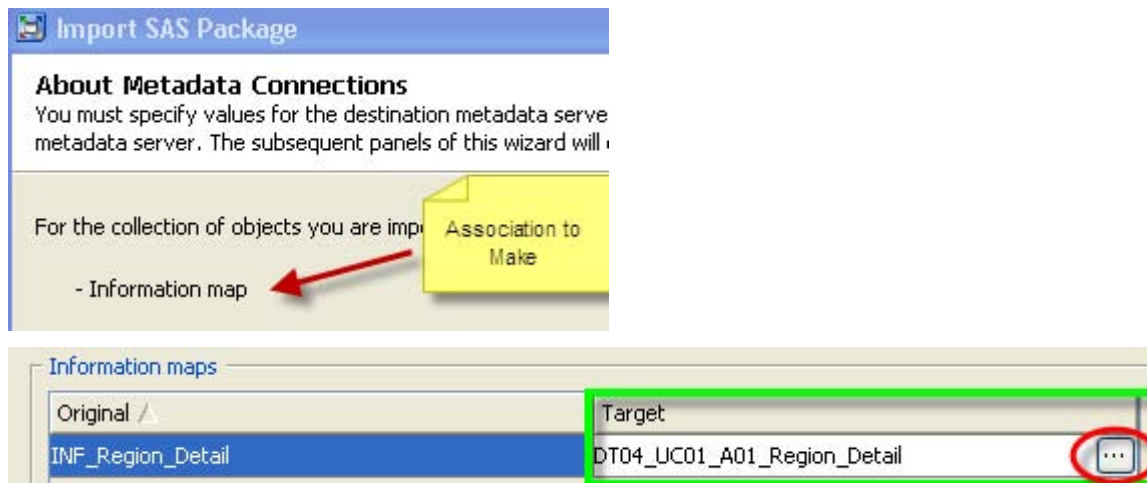 Import SAS Package
About Metadata Connections
You must specify values for the destination metadata serve
metadata server. The subsequent panels of this wizard will
For the collection of objects you are imp
Association to
Make
- Information map
Information maps
Original
Target
INF_Region_Detail
DT04_UC01_A01_Region_Detail
...